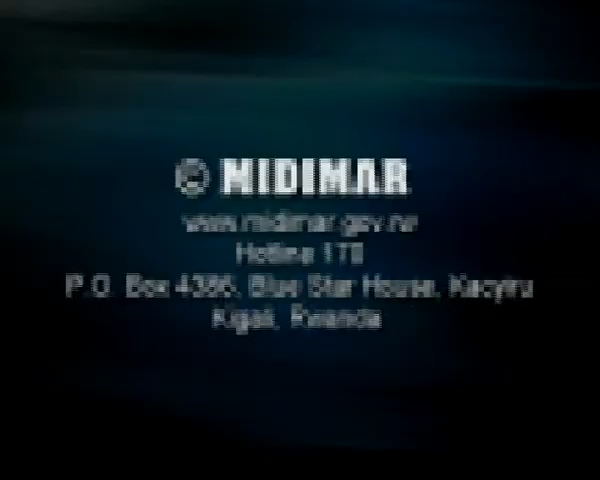 © MIDIMAR
www.midimar.gov.rw
Hotline 170
P.O. Box 4386, Blue Star House, Kacyiru
Kigali, Rwanda